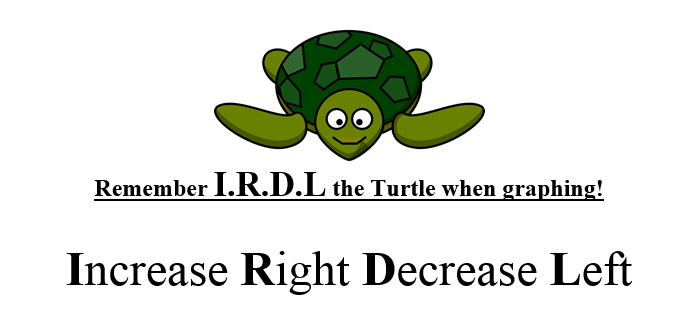 Remember I.R.D.L the Turtle when graphing!
Increase Right Decrease Left